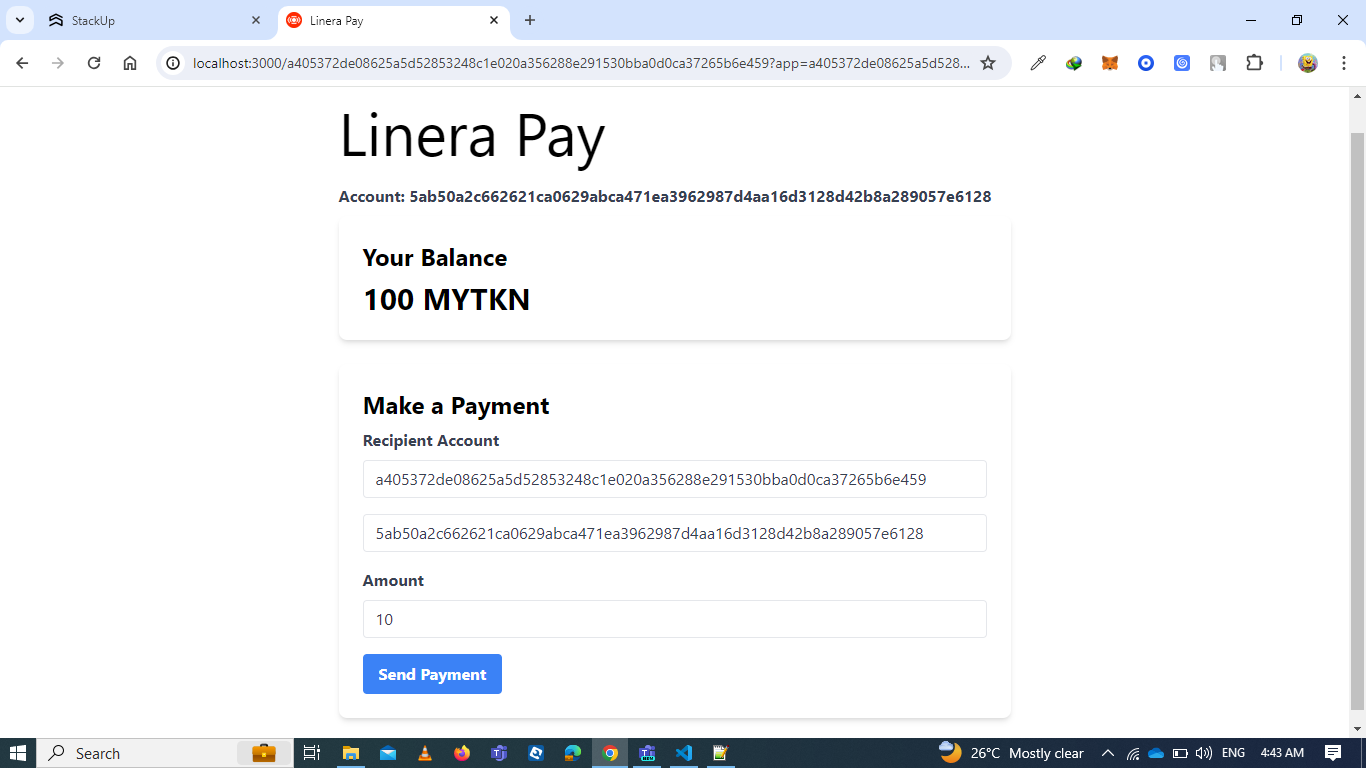 StackUp
Linera Pay
localhost:3000/a405372de08625a5d52853248c1e020a356288e291530bba0d0ca37265b6e459?app=a405372de08625a5d528...
Linera Pay
Account: 5ab50a2c662621ca0629abca471ea3962987d4aa16d3128d42b8a289057e6128
Your Balance
100 MYTKN
Make a Payment
Recipient Account
a405372de08625a5d52853248c1e020a356288e291530bba0d0ca37265b6e459
5ab50a2c662621ca0629abca471ea3962987d4aa16d3128d42b8a289057e6128
Amount
10
Send Payment
Search
26°C Mostly clear
ENG
4:43 AM